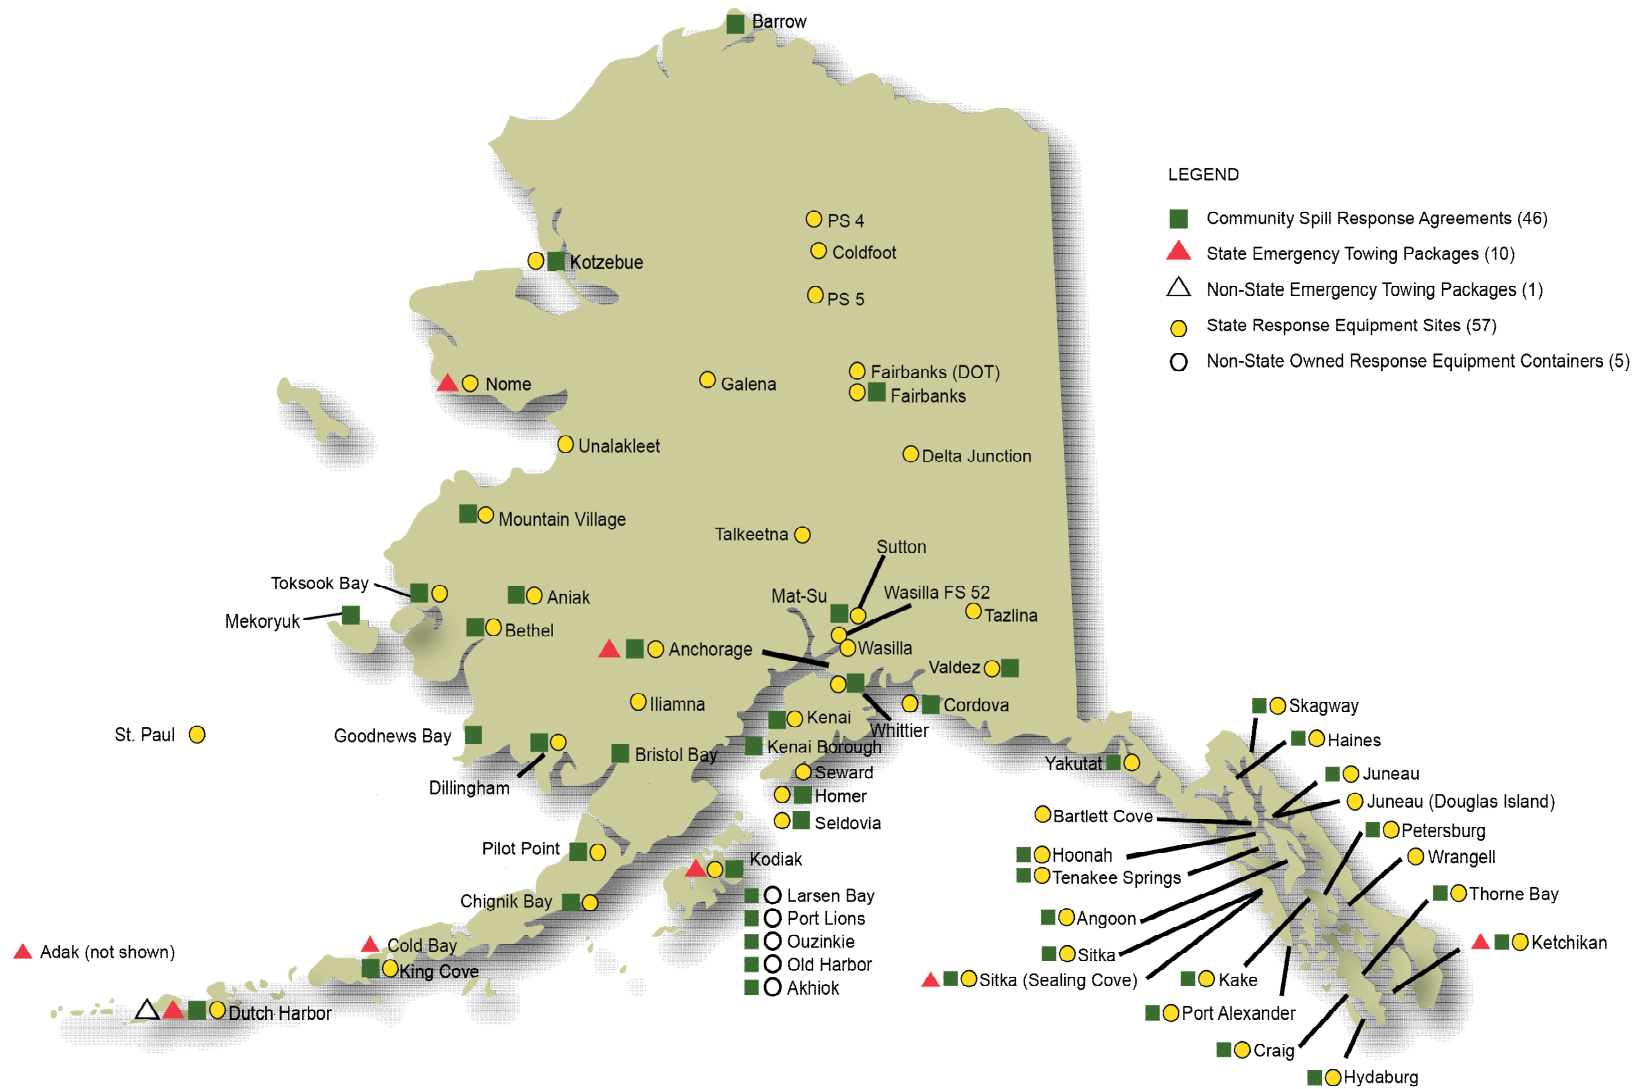 Barrow
LEGEND
Community Spill Response Agreements (46)
State Emergency Towing Packages (10)
Non-State Emergency Towing Packages (1)
State Response Equipment Sites (57)
Non-State Owned Response Equipment Containers (5)
PS 4
Coldfoot
Kotzebue
PS 5
Fairbanks (DOT)
Nome
Galena
Fairbanks
Unalakleet
Delta Junction
Mountain Village
Talkeetna
Sutton
Toksook Bay
Mat-Su
Wasilla FS 52
Aniak
Mekoryuk
Tazlina
Bethel
Anchorage
Wasilla
Valdez
Iliamna
Cordova
Skagway
Kenai
Whittier
St. Paul
Goodnews Bay
Haines
Kenai Borough
Bristol Bay
Yakutat
Seward
Juneau
Dillingham
Homer
Juneau (Douglas Island)
Bartlett Cove
Seldovia
Petersburg
Pilot Point
Hoonah
Wrangell
Kodiak
Tenakee Springs
Larsen Bay
Thorne Bay
Chignik Bay
Port Lions
Angoon
Ouzinkie
Ketchikan
Cold Bay
Adak (not shown)
Sitka
Old Harbor
King Cove
Sitka (Sealing Cove)
Kake
Akhiok
Dutch Harbor
Port Alexander
Craig
Hydaburg